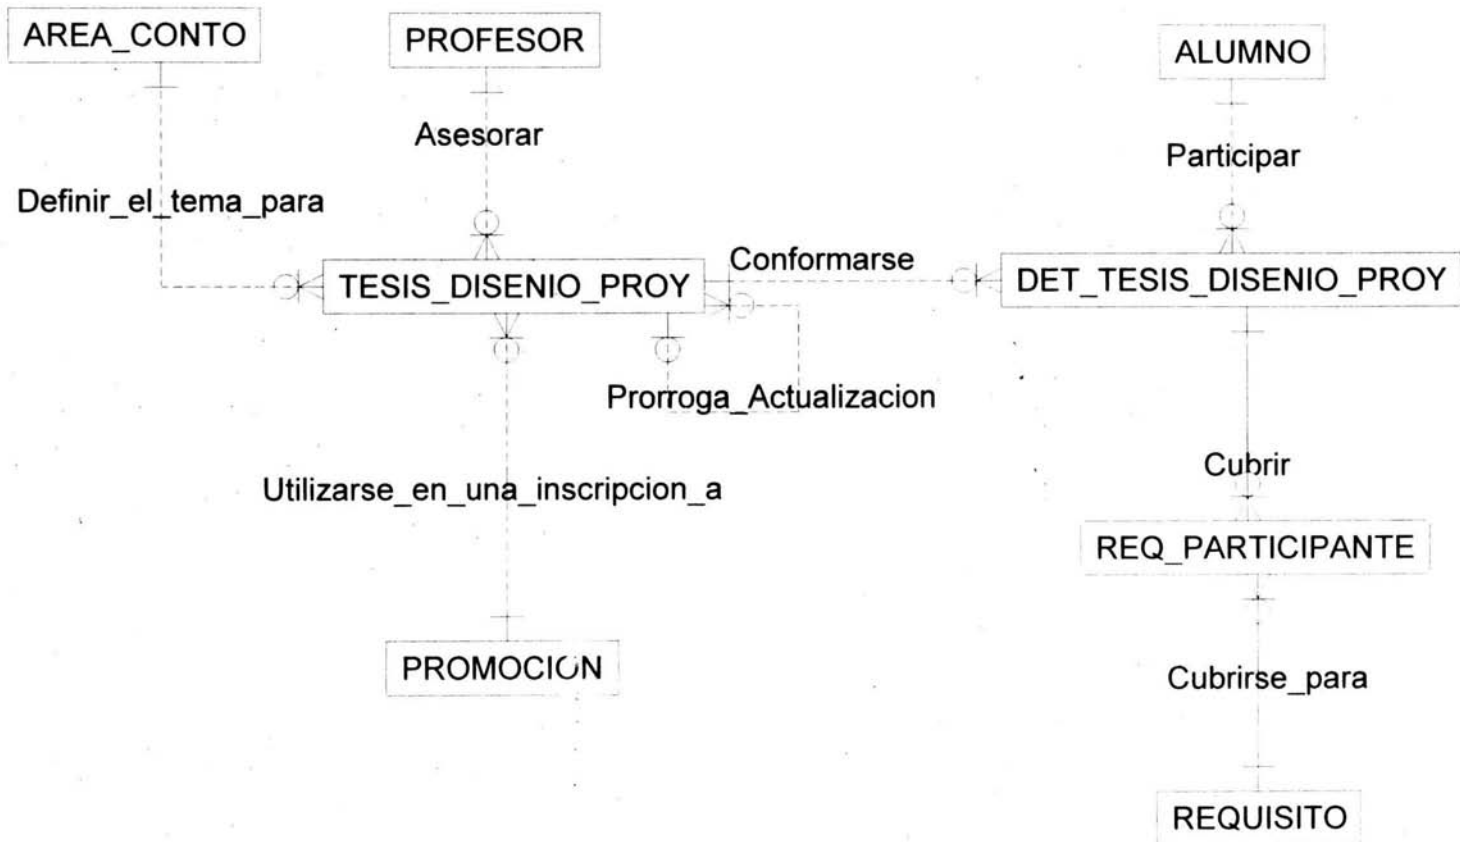 AREA_CONTO
PROFESOR
ALUMNO
Asesorar
Participar
Definir_el_tema_para
Conformarse
TESIS_DISENIO_PROY
DET_TESIS_DISENIO_PROY
Prorroga_Actualizacion
Cubrir
Utilizarse_en_una_inscripcion_a
REQ_PARTICIPANTE
PROMOCION
Cubrirse_para
REQUISITO